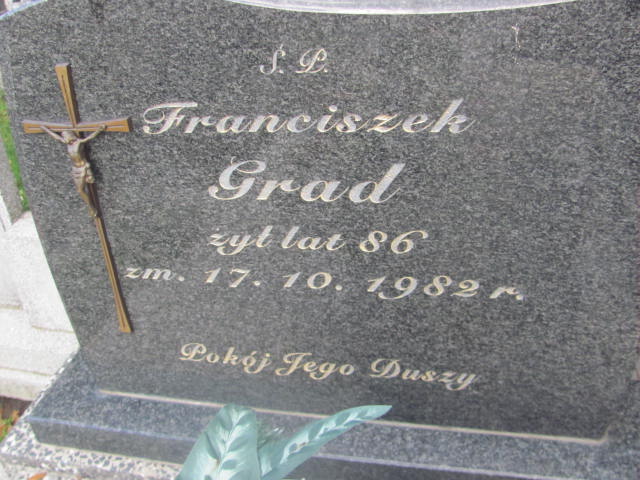 Ś. P.
Franciszek
Grad
żył lat 86
zm. 17. 10. 1982 r.
Pokój Jego Duszy